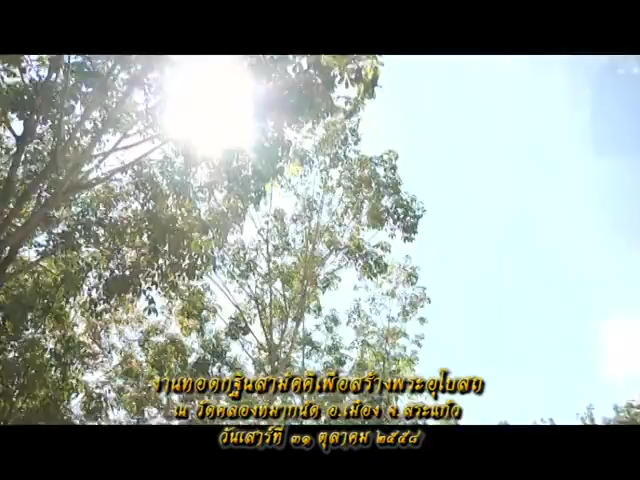 งานทอดกฐินสามัคคีเพื่อสร้างพระอุโบสถ
ณ วัดคลองหมากนัด อ.เมือง จ.สระแก้ว
วันเสาร์ที่ ๓๑ ตุลาคม ๒๕๕๘